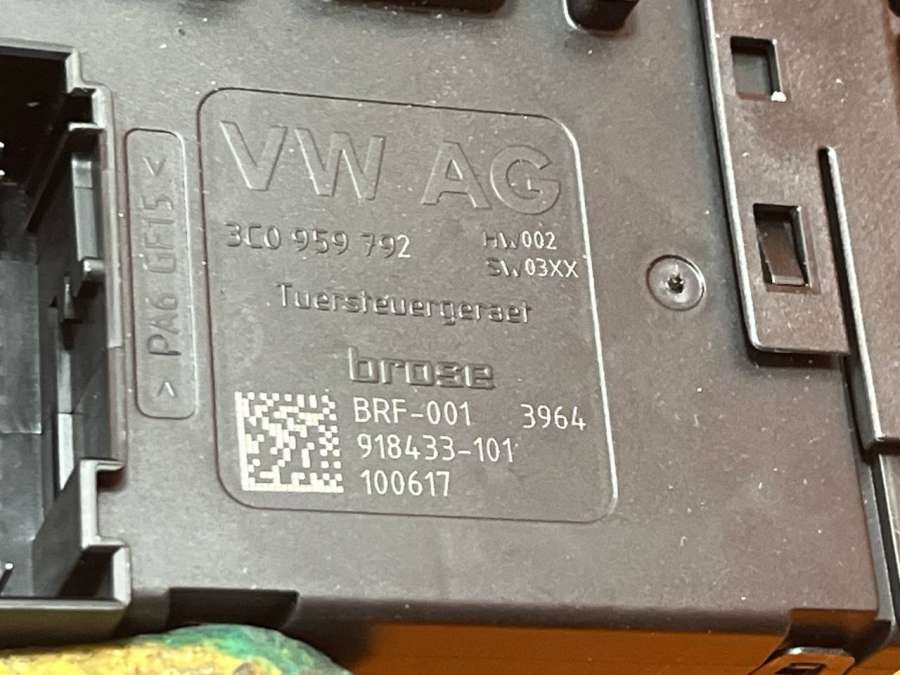 VW AG
3C0 959 792 HW002
SW03XX
Tuersteuergeraet
brose
BRF-001 3964
918433-101
100617
> PA6 GF15 <